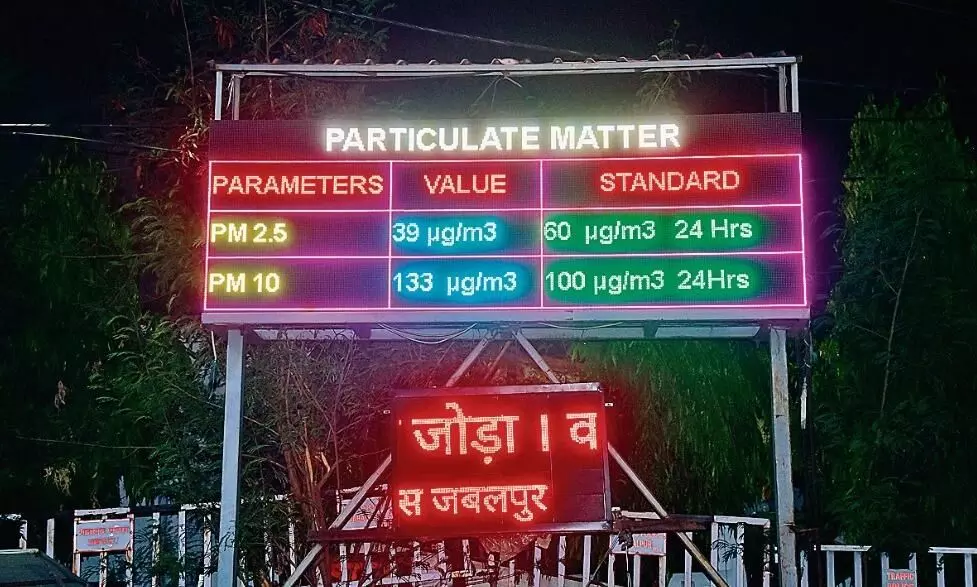 PARTICULATE MATTER
PARAMETERS VALUE STANDARD
PM 2.5 39 µg/m3 60 µg/m3 24 Hrs
PM 10 133 µg/m3 100 µg/m3 24Hrs
जोड़ा । व
स जबलपुर
TRAFFIC